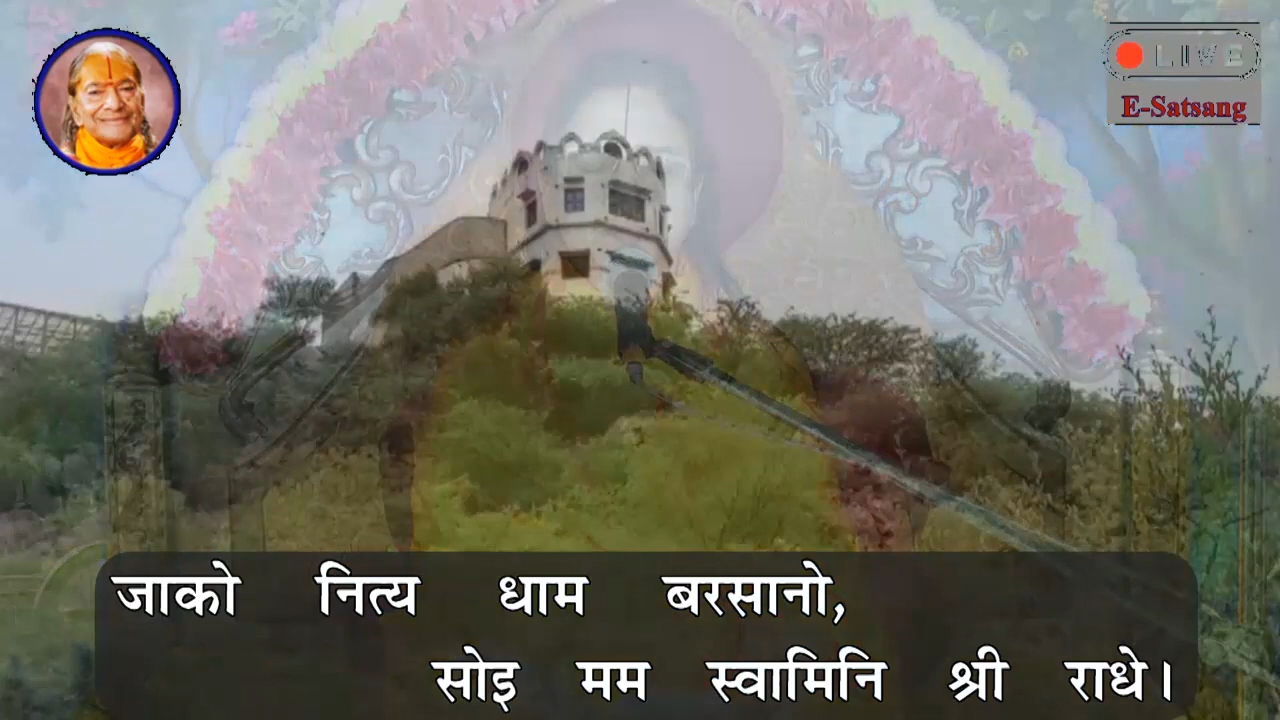 LIVE
E-Satsang
जाको नित्य धाम बरसानो,
सोइ मम स्वामिनि श्री राधे।